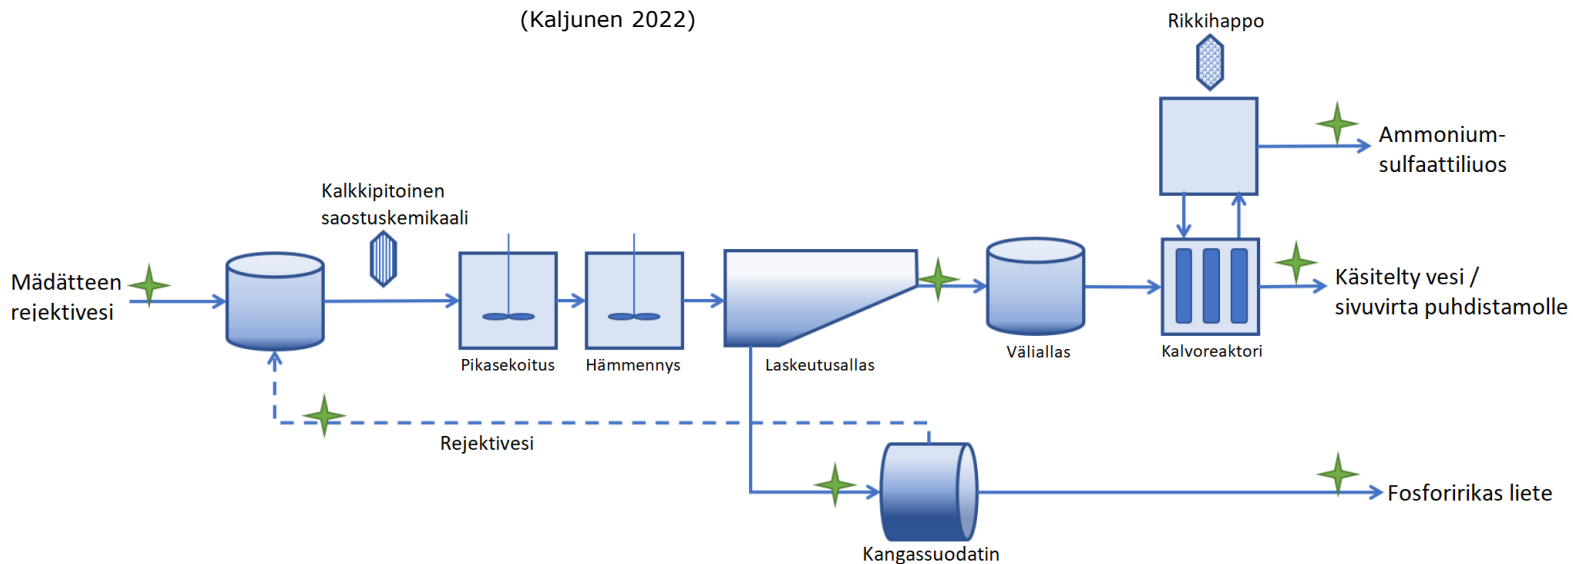 (Kaljunen 2022)
Rikkihappo
Ammonium-
sulfaattiliuos
Kalkkipitoinen
saostuskemikaali
Mädätteen
rejektivesi
Käsitelty vesi /
sivuvirta puhdistamolle
Pikasekoitus
Hämmennys
Laskeutusallas
Väliallas
Kalvoreaktori
Rejektivesi
Fosforirikas liete
Kangassuodatin